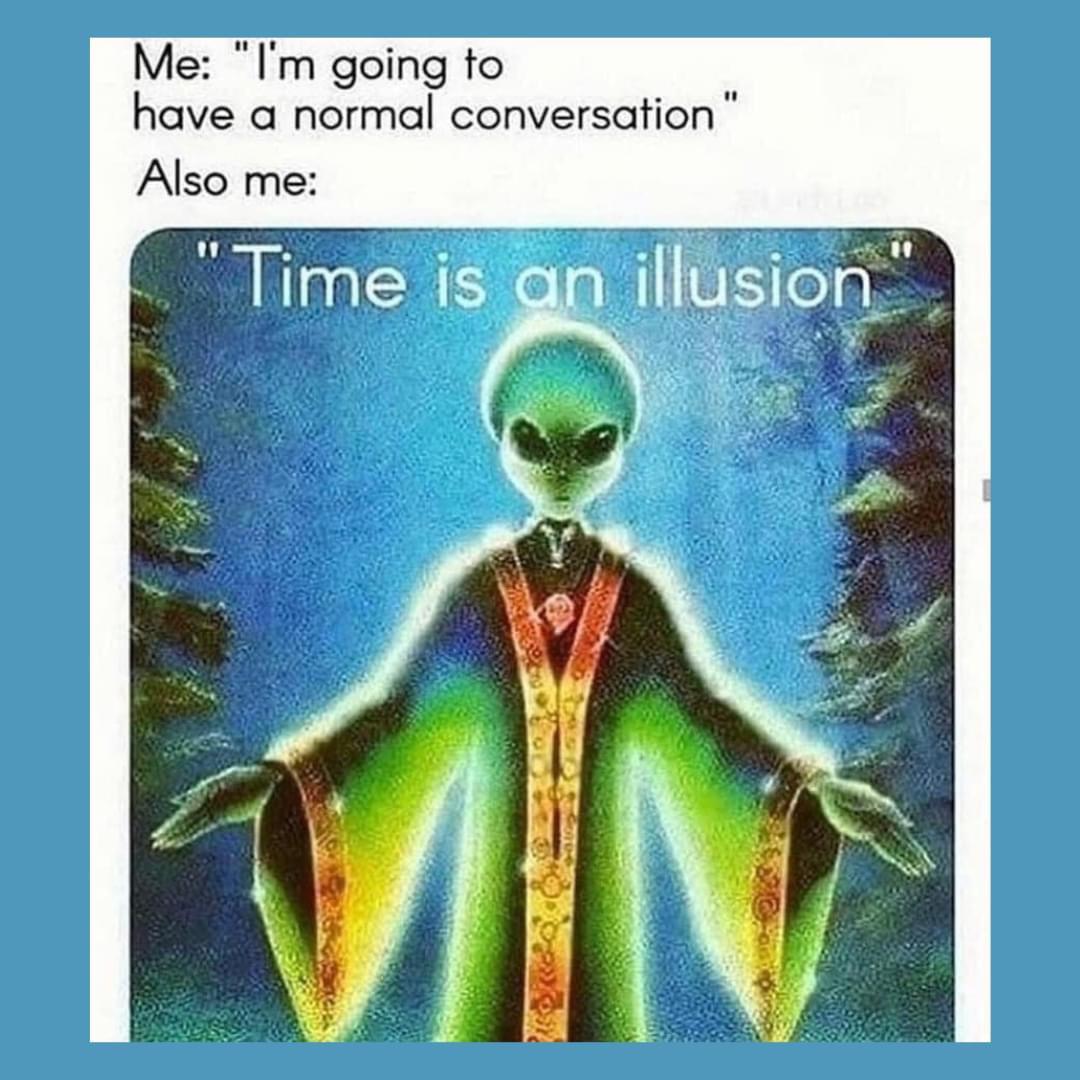 Me: "I'm going to
have a normal conversation"
Also me:
"Time is an illusion"